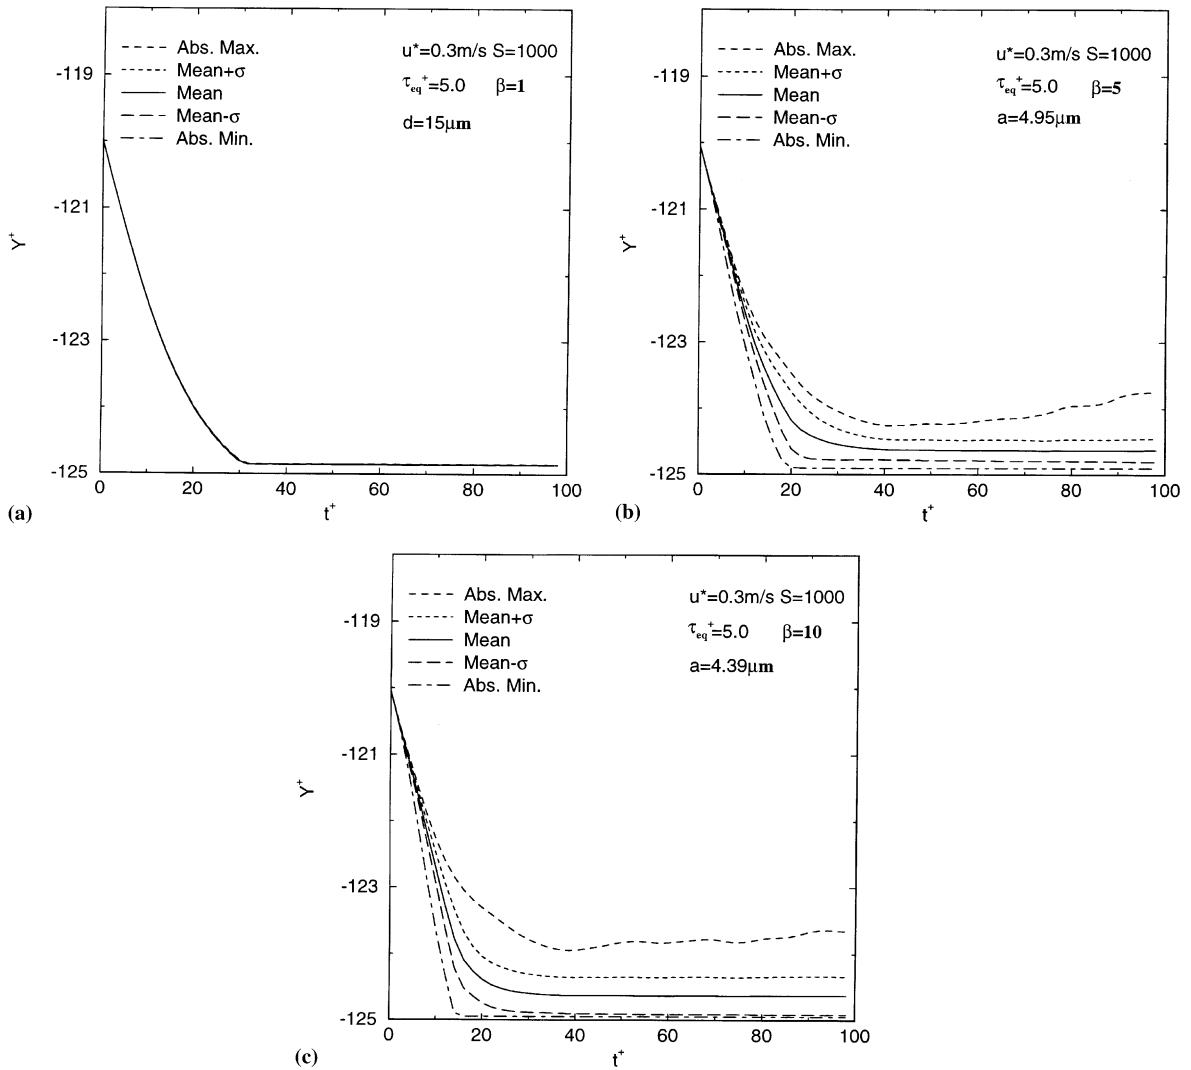 Abs. Max.
Mean+σ
Mean
Mean-σ
Abs. Min.
u*=0.3m/s S=1000
τeq+=5.0 β=1
d=15μm
-119
-121
-123
-125
Y+
0 20 40 60 80 100
t+
(a)
Abs. Max.
Mean+σ
Mean
Mean-σ
Abs. Min.
u*=0.3m/s S=1000
τeq+=5.0 β=5
a=4.95μm
-119
-121
-123
-125
Y+
0 20 40 60 80 100
t+
(b)
Abs. Max.
Mean+σ
Mean
Mean-σ
Abs. Min.
u*=0.3m/s S=1000
τeq+=5.0 β=10
a=4.39μm
-119
-121
-123
-125
Y+
0 20 40 60 80 100
t+
(c)